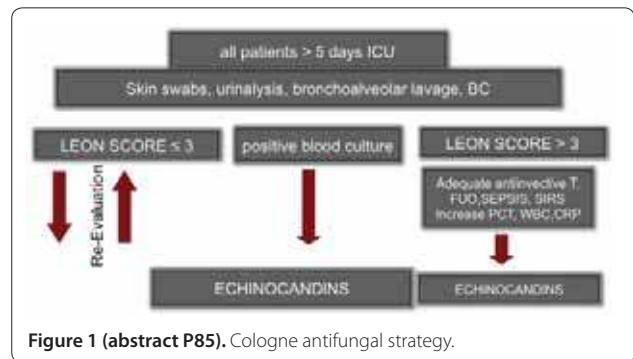 all patients > 5 days ICU
Skin swabs, urinalysis, bronchoalveolar lavage, BC
LEON SCORE ≤ 3
positive blood culture
LEON SCORE > 3
Adequate antiinvective T,
FUO,SEPSIS, SIRS
Increase PCT, WBC,CRP
Re-Evaluation
ECHINOCANDINS
ECHINOCANDINS
Figure 1 (abstract P85). Cologne antifungal strategy.